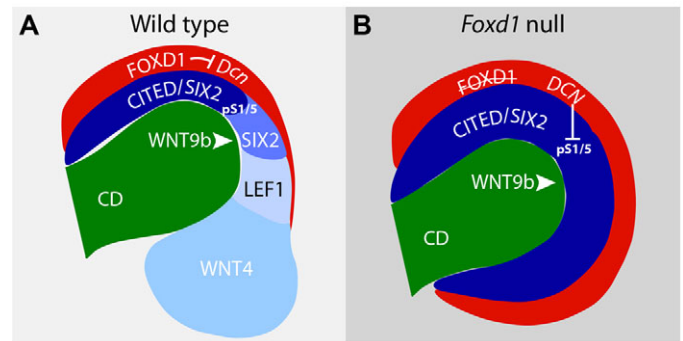 A Wild type
FOXD1 ⊣ Dcn
CITED/SIX2
pS1/5
WNT9b
SIX2
CD
LEF1
WNT4
B Foxd1 null
FOXD1
DCN
CITED/SIX2
pS1/5
WNT9b
CD